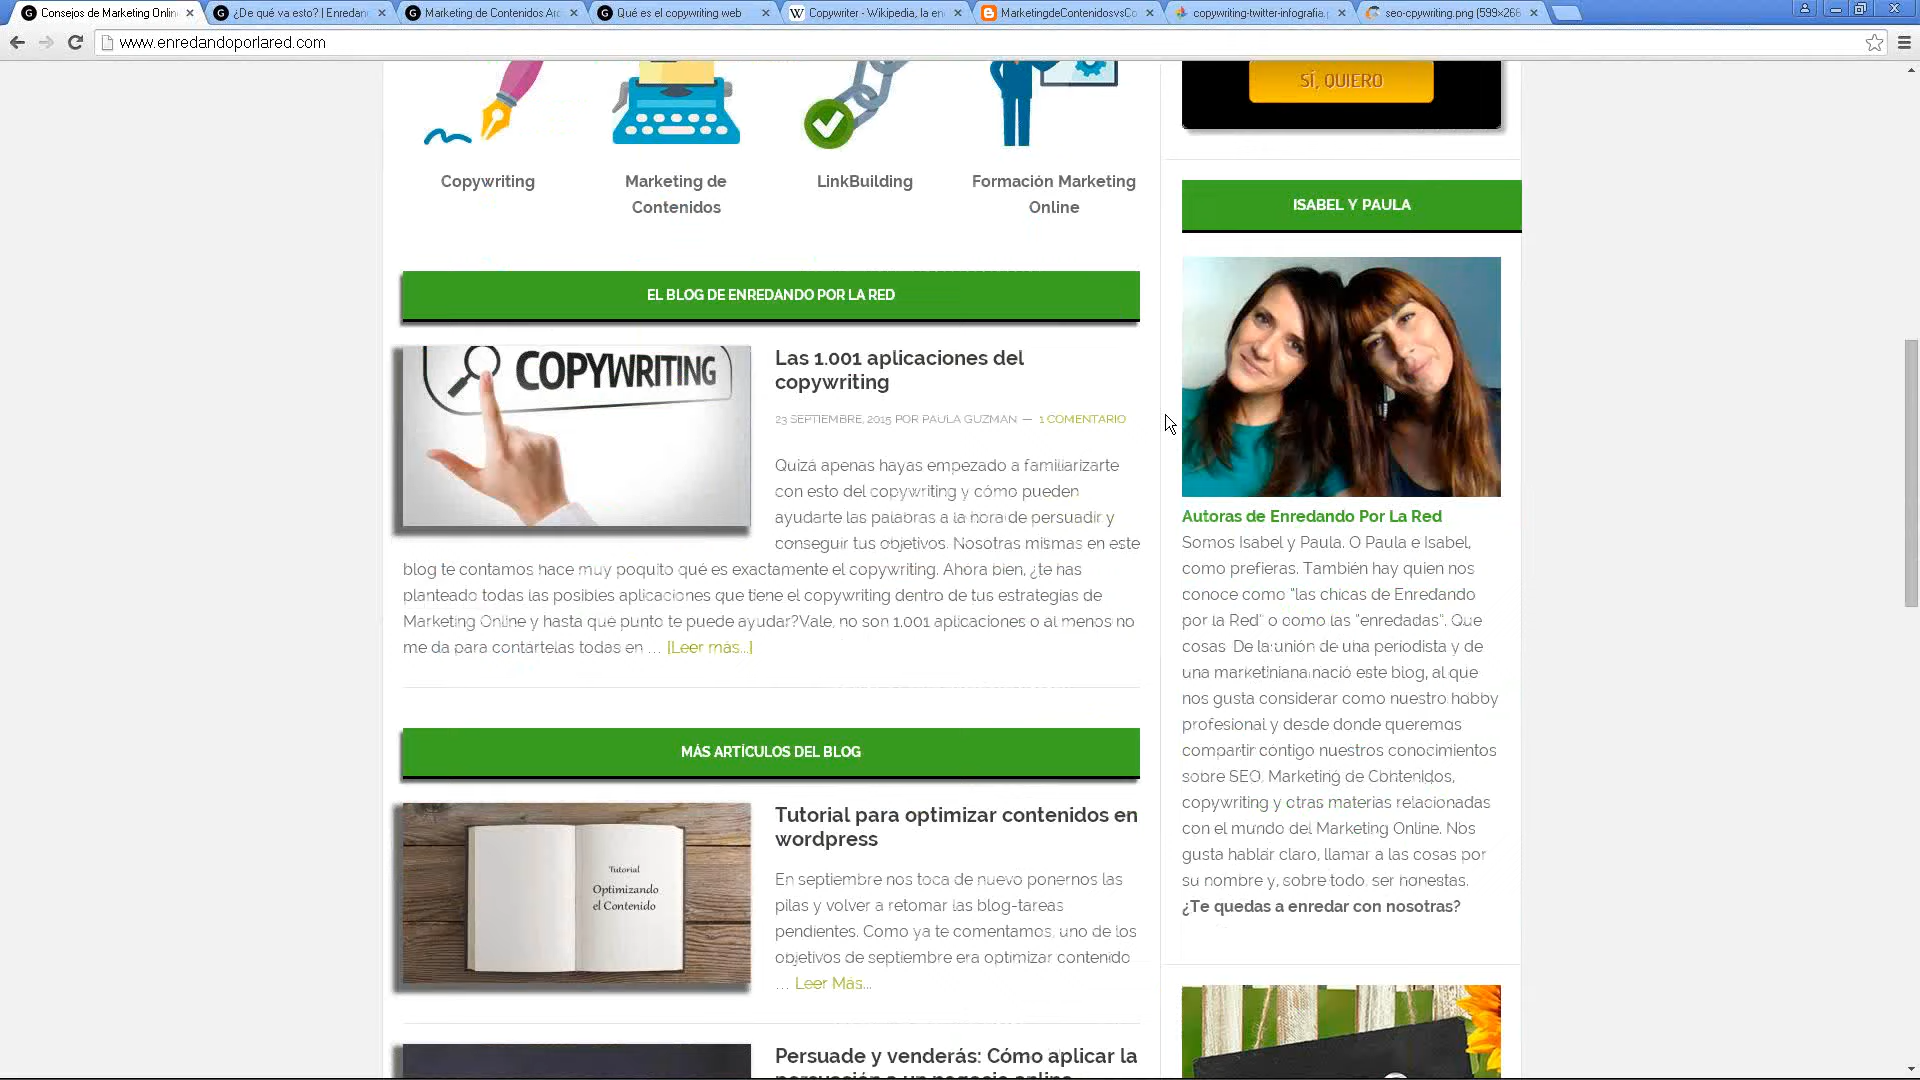 Consejos de Marketing Onlin
¿De qué va esto? | Enredan
Marketing de Contenidos Arc
Qué es el copywriting web
Copywriter - Wikipedia, la en
MarketingdeContenidosvsCo
copywriting-twitter-infografia.
seo-cpywriting.png (599×266
www.enredandoporlared.com
SÍ, QUIERO
Copywriting
Marketing de
Contenidos
LinkBuilding
Formación Marketing
Online
EL BLOG DE ENREDANDO POR LA RED
COPYWRITING
Las 1.001 aplicaciones del
copywriting
23 SEPTIEMBRE, 2015 POR PAULA GUZMÁN — 1 COMENTARIO
Quizá apenas hayas empezado a familiarizarte
con esto del copywriting y cómo pueden
ayudarte las palabras a la hora de persuadir y
conseguir tus objetivos. Nosotras mismas en este
blog te contamos hace muy poquito qué es exactamente el copywriting. Ahora bien, ¿te has
planteado todas las posibles aplicaciones que tiene el copywriting dentro de tus estrategias de
Marketing Online y hasta qué punto te puede ayudar?Vale, no son 1.001 aplicaciones o al menos no
me da para contártelas todas en … [Leer más...]
MÁS ARTÍCULOS DEL BLOG
Tutorial
Optimizando
el Contenido
Tutorial para optimizar contenidos en
wordpress
En septiembre nos toca de nuevo ponernos las
pilas y volver a retomar las blog-tareas
pendientes. Como ya te comentamos, uno de los
objetivos de septiembre era optimizar contenido
… Leer Más...
Persuade y venderás: Cómo aplicar la
persuasión a un negocio online
ISABEL Y PAULA
Autoras de Enredando Por La Red
Somos Isabel y Paula. O Paula e Isabel,
como prefieras. También hay quien nos
conoce como "las chicas de Enredando
por la Red" o como las "enredadas". Que
cosas. De la unión de una periodista y de
una marketiniana nació este blog, al que
nos gusta considerar como nuestro hobby
profesional y desde donde queremos
compartir contigo nuestros conocimientos
sobre SEO, Marketing de Contenidos,
copywriting y otras materias relacionadas
con el mundo del Marketing Online. Nos
gusta hablar claro, llamar a las cosas por
su nombre y, sobre todo, ser honestas.
¿Te quedas a enredar con nosotras?